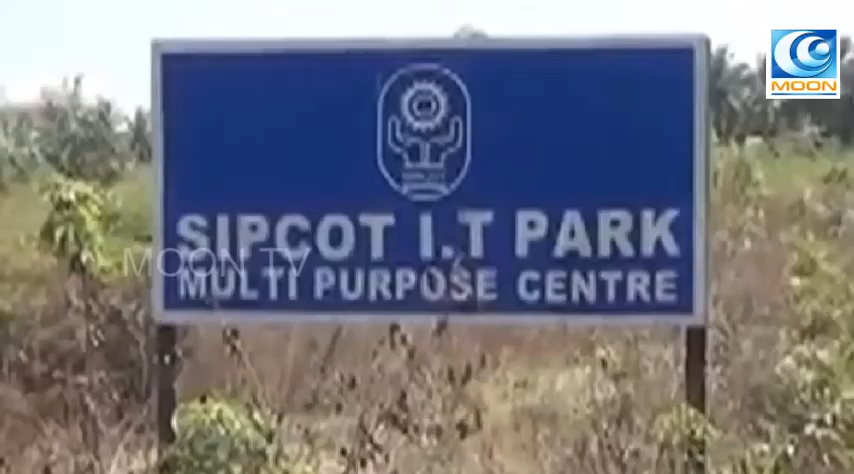 MOON
SIPCOT I.T PARK
MOON TV
MULTI PURPOSE CENTRE